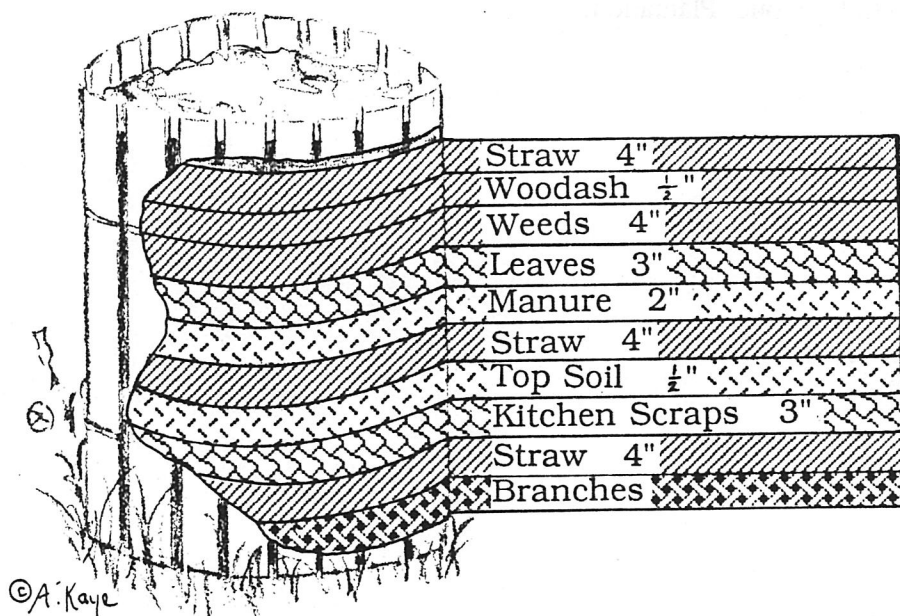 Straw 4"
Woodash ½"
Weeds 4"
Leaves 3"
Manure 2"
Straw 4"
Top Soil ½"
Kitchen Scraps 3"
Straw 4"
Branches
©A. Kaye